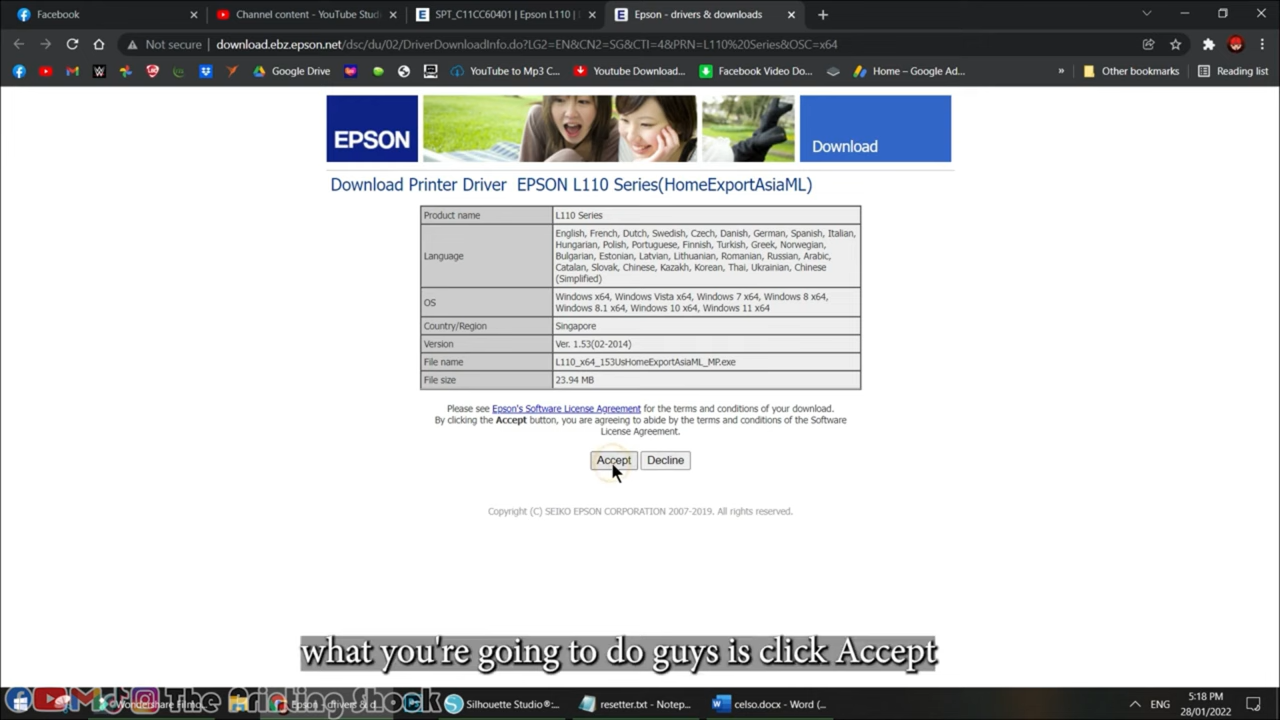 Facebook
Channel content - YouTube Stud
SPT_C11CC60401 | Epson L110 |
Epson - drivers & downloads
Not secure
download.ebz.epson.net/dsc/du/02/DriverDownloadInfo.do?LG2=EN&CN2=SG&CTI=4&PRN=L110%20Series&OSC=x64
Google Drive
YouTube to Mp3 C...
Youtube Download...
Facebook Video Do...
Home – Google Ad...
»
Other bookmarks
Reading list
EPSON
Download
Download Printer Driver EPSON L110 Series(HomeExportAsiaML)
Product name
L110 Series
Language
English, French, Dutch, Swedish, Czech, Danish, German, Spanish, Italian,
Hungarian, Polish, Portuguese, Finnish, Turkish, Greek, Norwegian,
Bulgarian, Estonian, Latvian, Lithuanian, Romanian, Russian, Arabic,
Catalan, Slovak, Chinese, Kazakh, Korean, Thai, Ukrainian, Chinese
(Simplified)
OS
Windows x64, Windows Vista x64, Windows 7 x64, Windows 8 x64,
Windows 8.1 x64, Windows 10 x64, Windows 11 x64
Country/Region
Singapore
Version
Ver. 1.53(02-2014)
File name
L110_x64_153UsHomeExportAsiaML_MP.exe
File size
23.94 MB
Please see Epson's Software License Agreement for the terms and conditions of your download.
By clicking the Accept button, you are agreeing to abide by the terms and conditions of the Software
License Agreement.
Accept
Decline
Copyright (C) SEIKO EPSON CORPORATION 2007-2019. All rights reserved.
what you're going to do guys is click Accept
The Printing Shack
Wondershare Filmo...
Epson - drivers & d...
Silhouette Studio®:...
resetter.txt - Notep...
celso.docx - Word (...
ENG
5:18 PM
28/01/2022